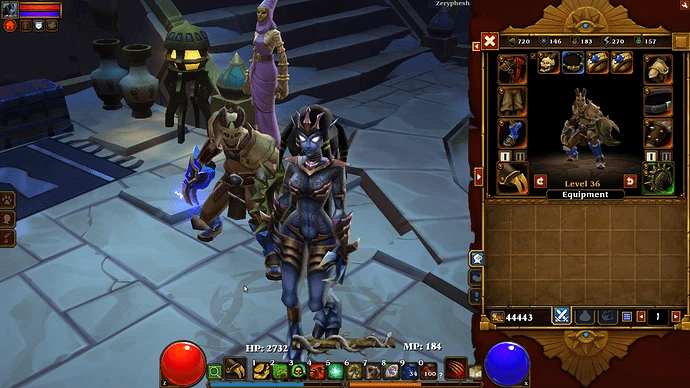 Zeryphesh
720 146 183 270 157
Level 36
Equipment
44443
1
HP: 2732
MP: 184
1 2 3 4 5 6 7 8 9 0
34 100 ?
z
x